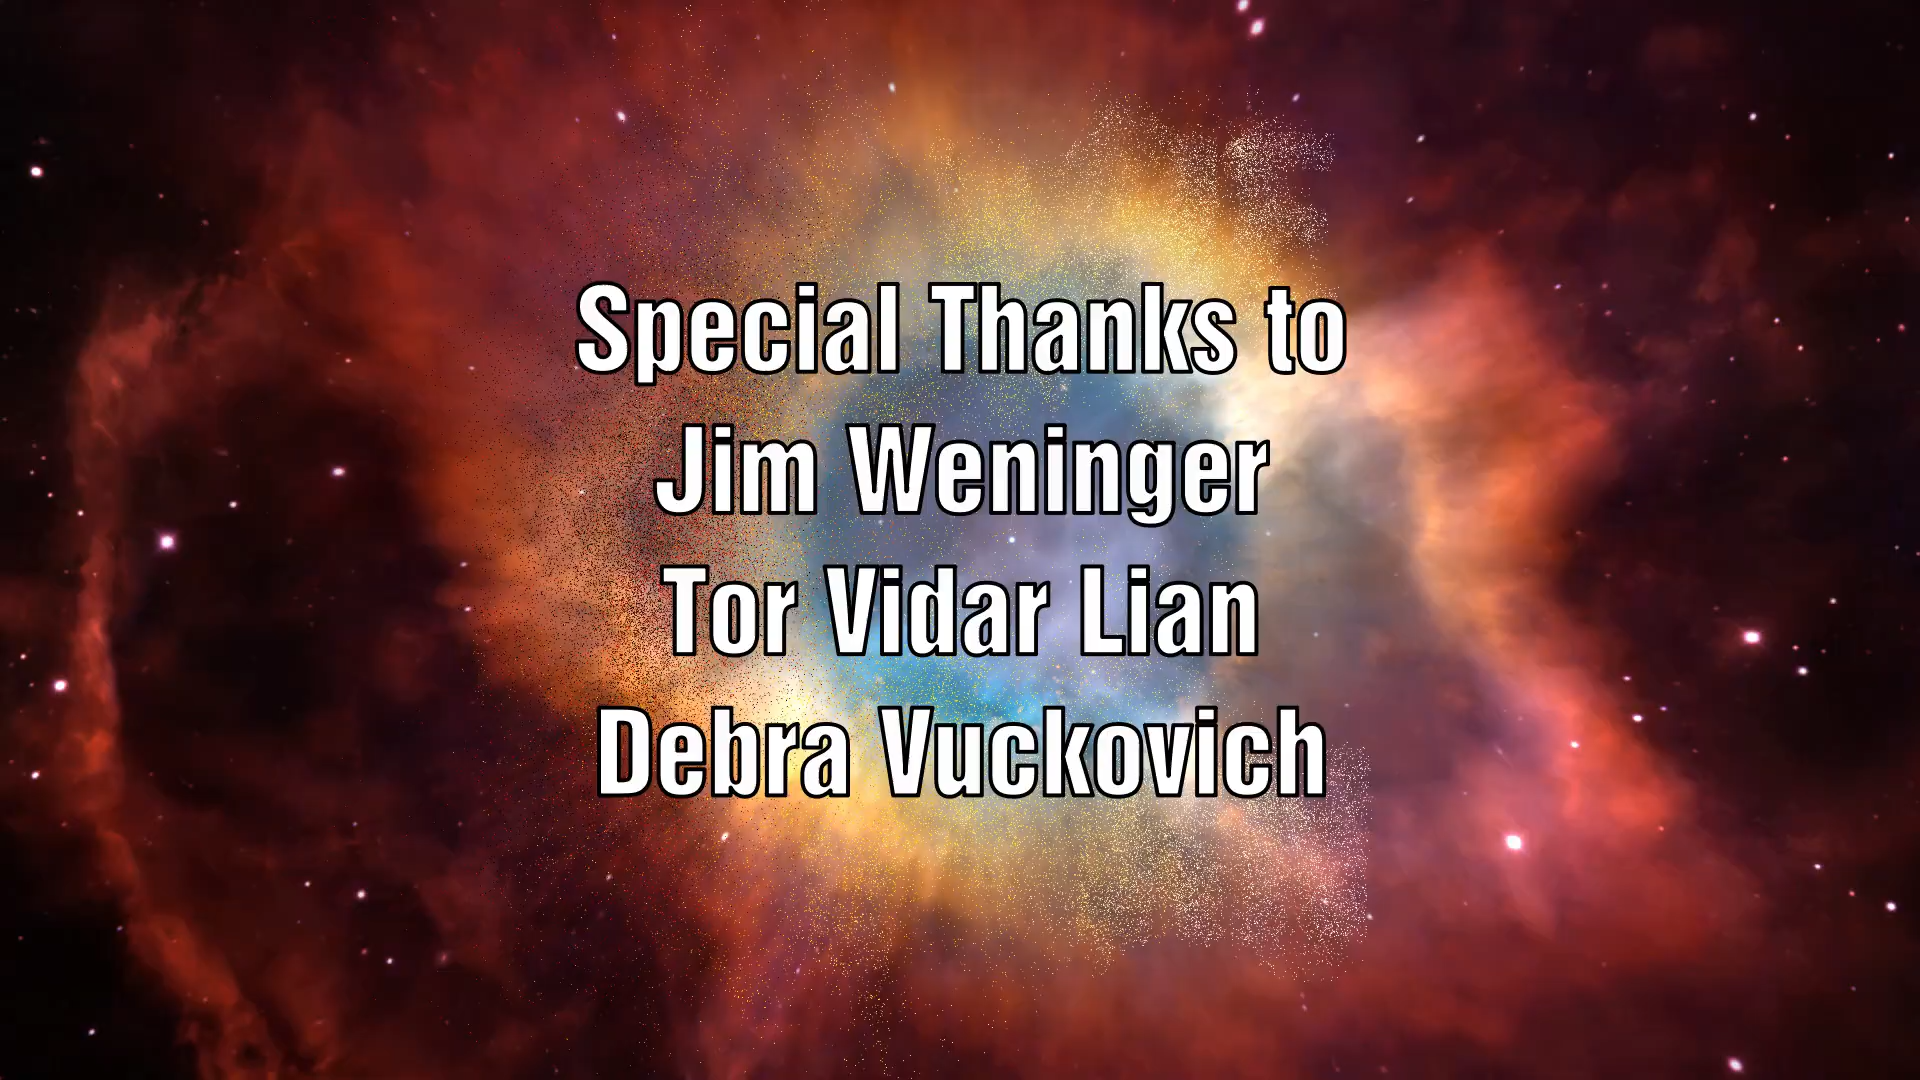 Special Thanks to
Jim Weninger
Tor Vidar Lian
Debra Vuckovich